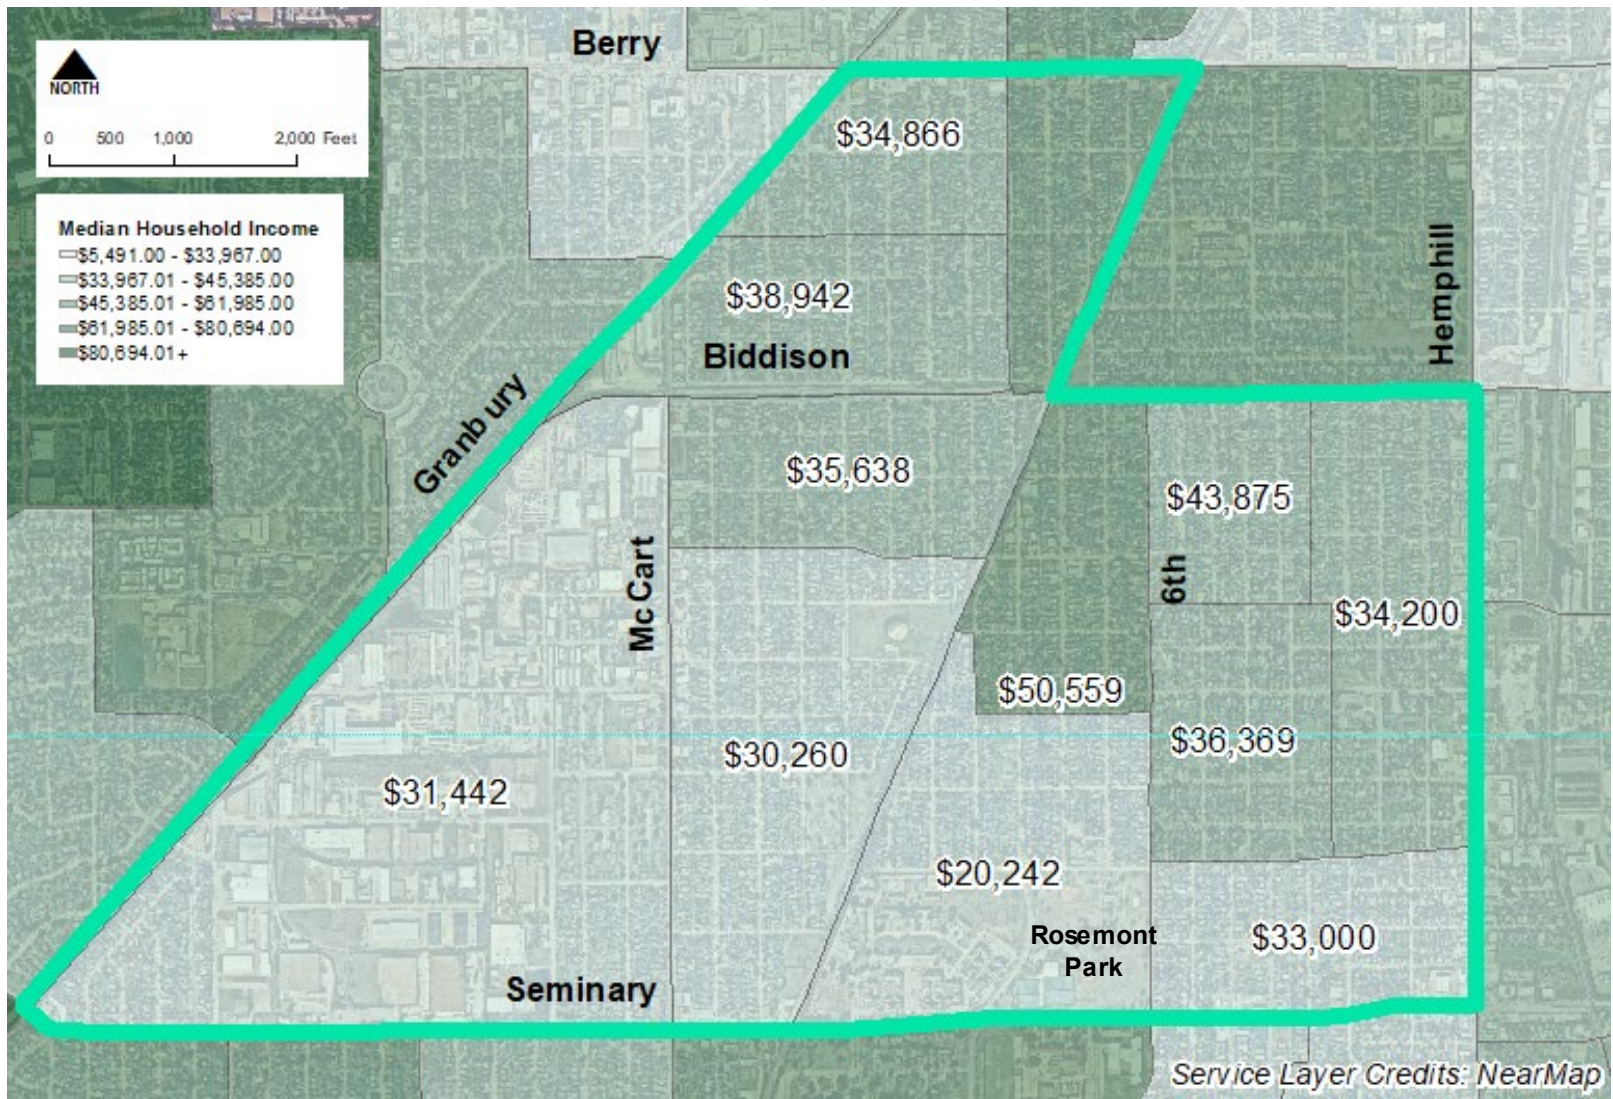 Berry
NORTH
0 500 1,000 2,000 Feet
$34,866
Median Household Income
$5,491.00 - $33,967.00
$33,967.01 - $45,385.00
$45,385.01 - $61,985.00
$61,985.01 - $80,694.00
$80,694.01+
$38,942
Hemphill
Biddison
Granbury
$35,638
$43,875
McCart
6th
$34,200
$50,559
$36,369
$30,260
$31,442
$20,242
Rosemont
Park
$33,000
Seminary
Service Layer Credits: NearMap